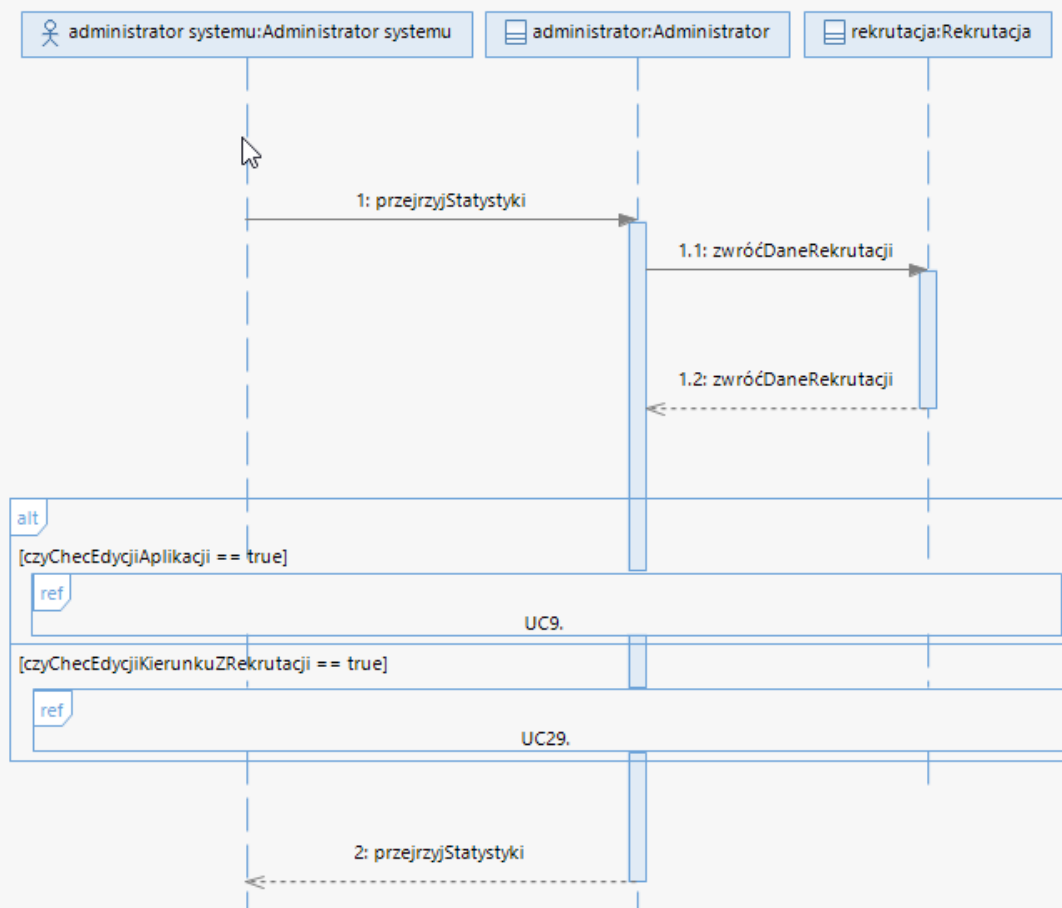 administrator systemu:Administrator systemu
administrator:Administrator
rekrutacja:Rekrutacja
1: przejrzyjStatystyki
1.1: zwróćDaneRekrutacji
1.2: zwróćDaneRekrutacji
alt
[czyChecEdycjiAplikacji == true]
ref
UC9.
[czyChecEdycjiKierunkuZRekrutacji == true]
ref
UC29.
2: przejrzyjStatystyki